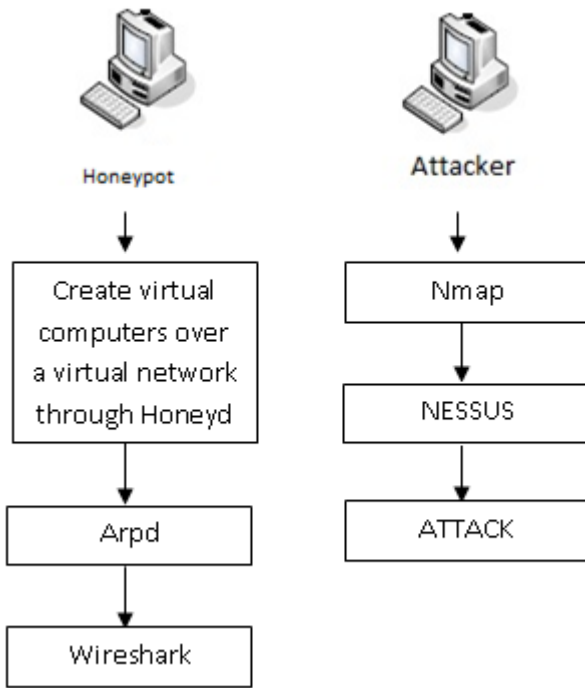 Honeypot
Create virtual
computers over
a virtual network
through Honeyd
Arpd
Wireshark
Attacker
Nmap
NESSUS
ATTACK